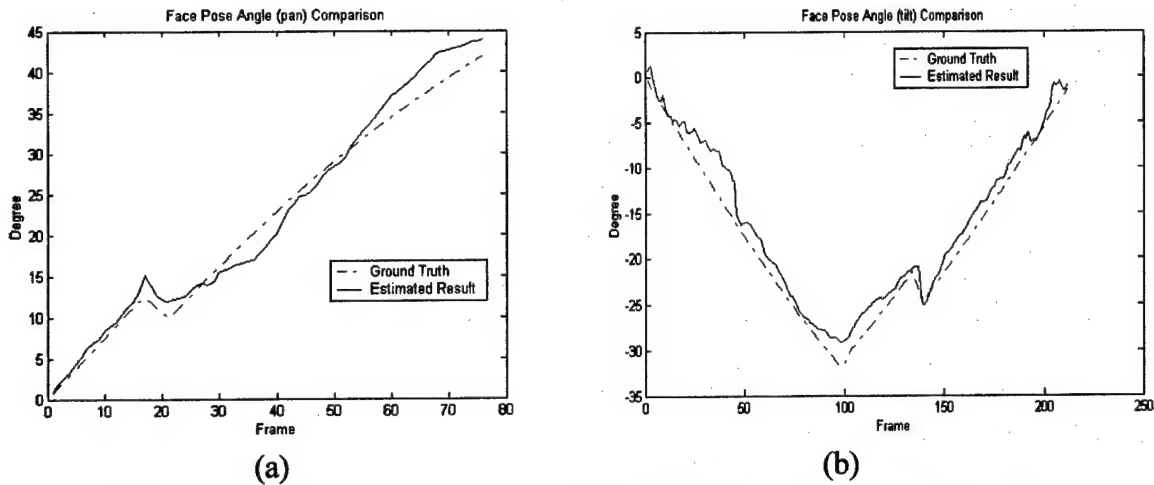 Face Pose Angle (pan) Comparison
45
40
35
30
25
20
15
10
5
0
Degree
Ground Truth
Estimated Result
0 10 20 30 40 50 60 70 80
Frame
(a)
Face Pose Angle (tilt) Comparison
5
0
-5
-10
-15
-20
-25
-30
-35
Degree
Ground Truth
Estimated Result
0 50 100 150 200 250
Frame
(b)